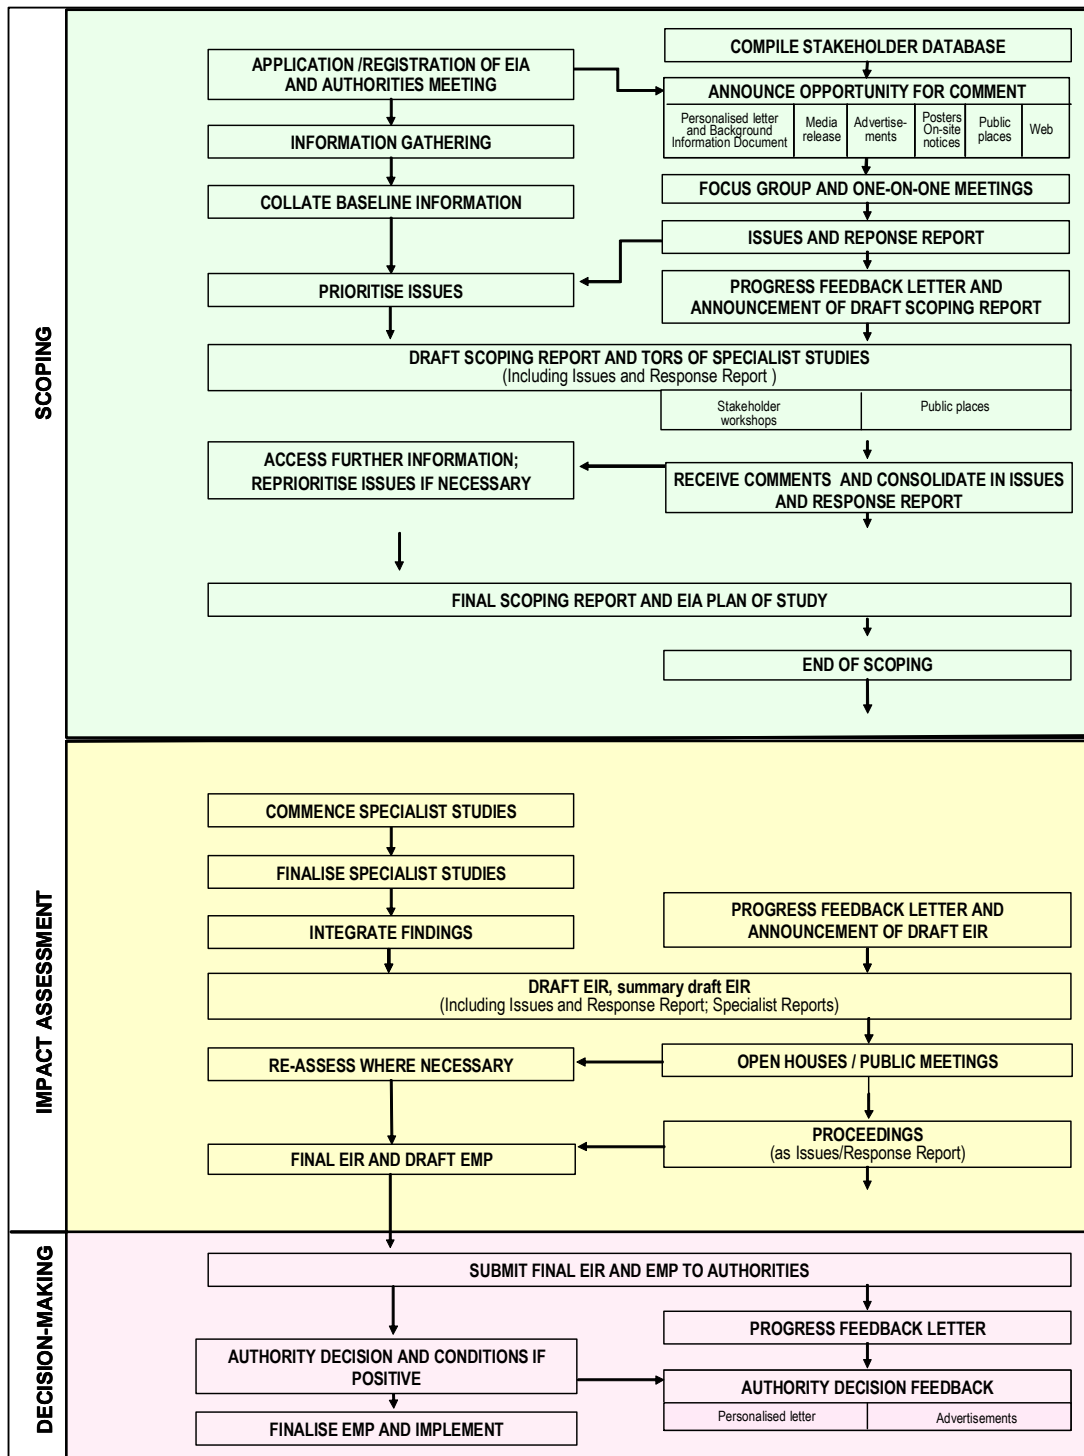 SCOPING
COMPILE STAKEHOLDER DATABASE
APPLICATION /REGISTRATION OF EIA
AND AUTHORITIES MEETING
ANNOUNCE OPPORTUNITY FOR COMMENT
Personalised letter
and Background
Information Document
Media
release
Advertise-
ments
Posters
On-site
notices
Public
places
Web
INFORMATION GATHERING
FOCUS GROUP AND ONE-ON-ONE MEETINGS
COLLATE BASELINE INFORMATION
ISSUES AND REPONSE REPORT
PRIORITISE ISSUES
PROGRESS FEEDBACK LETTER AND
ANNOUNCEMENT OF DRAFT SCOPING REPORT
DRAFT SCOPING REPORT AND TORS OF SPECIALIST STUDIES
(Including Issues and Response Report )
Stakeholder
workshops
Public places
ACCESS FURTHER INFORMATION;
REPRIORITISE ISSUES IF NECESSARY
RECEIVE COMMENTS AND CONSOLIDATE IN ISSUES
AND RESPONSE REPORT
FINAL SCOPING REPORT AND EIA PLAN OF STUDY
END OF SCOPING
IMPACT ASSESSMENT
COMMENCE SPECIALIST STUDIES
FINALISE SPECIALIST STUDIES
INTEGRATE FINDINGS
PROGRESS FEEDBACK LETTER AND
ANNOUNCEMENT OF DRAFT EIR
DRAFT EIR, summary draft EIR
(Including Issues and Response Report; Specialist Reports)
RE-ASSESS WHERE NECESSARY
OPEN HOUSES / PUBLIC MEETINGS
FINAL EIR AND DRAFT EMP
PROCEEDINGS
(as Issues/Response Report)
DECISION-MAKING
SUBMIT FINAL EIR AND EMP TO AUTHORITIES
PROGRESS FEEDBACK LETTER
AUTHORITY DECISION AND CONDITIONS IF
POSITIVE
AUTHORITY DECISION FEEDBACK
Personalised letter
Advertisements
FINALISE EMP AND IMPLEMENT